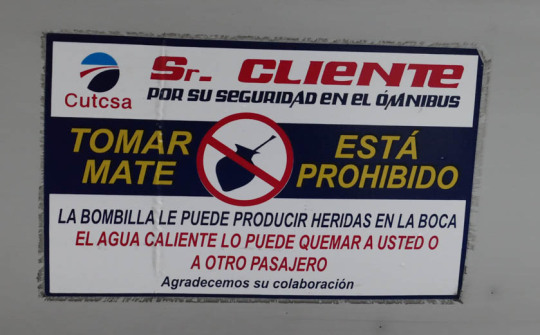 Sr. CLIENTE
POR SU SEGURIDAD EN EL ÓMNIBUS
Cutcsa
TOMAR
MATE
ESTÁ
PROHIBIDO
LA BOMBILLA LE PUEDE PRODUCIR HERIDAS EN LA BOCA
EL AGUA CALIENTE LO PUEDE QUEMAR A USTED O
A OTRO PASAJERO
Agradecemos su colaboración